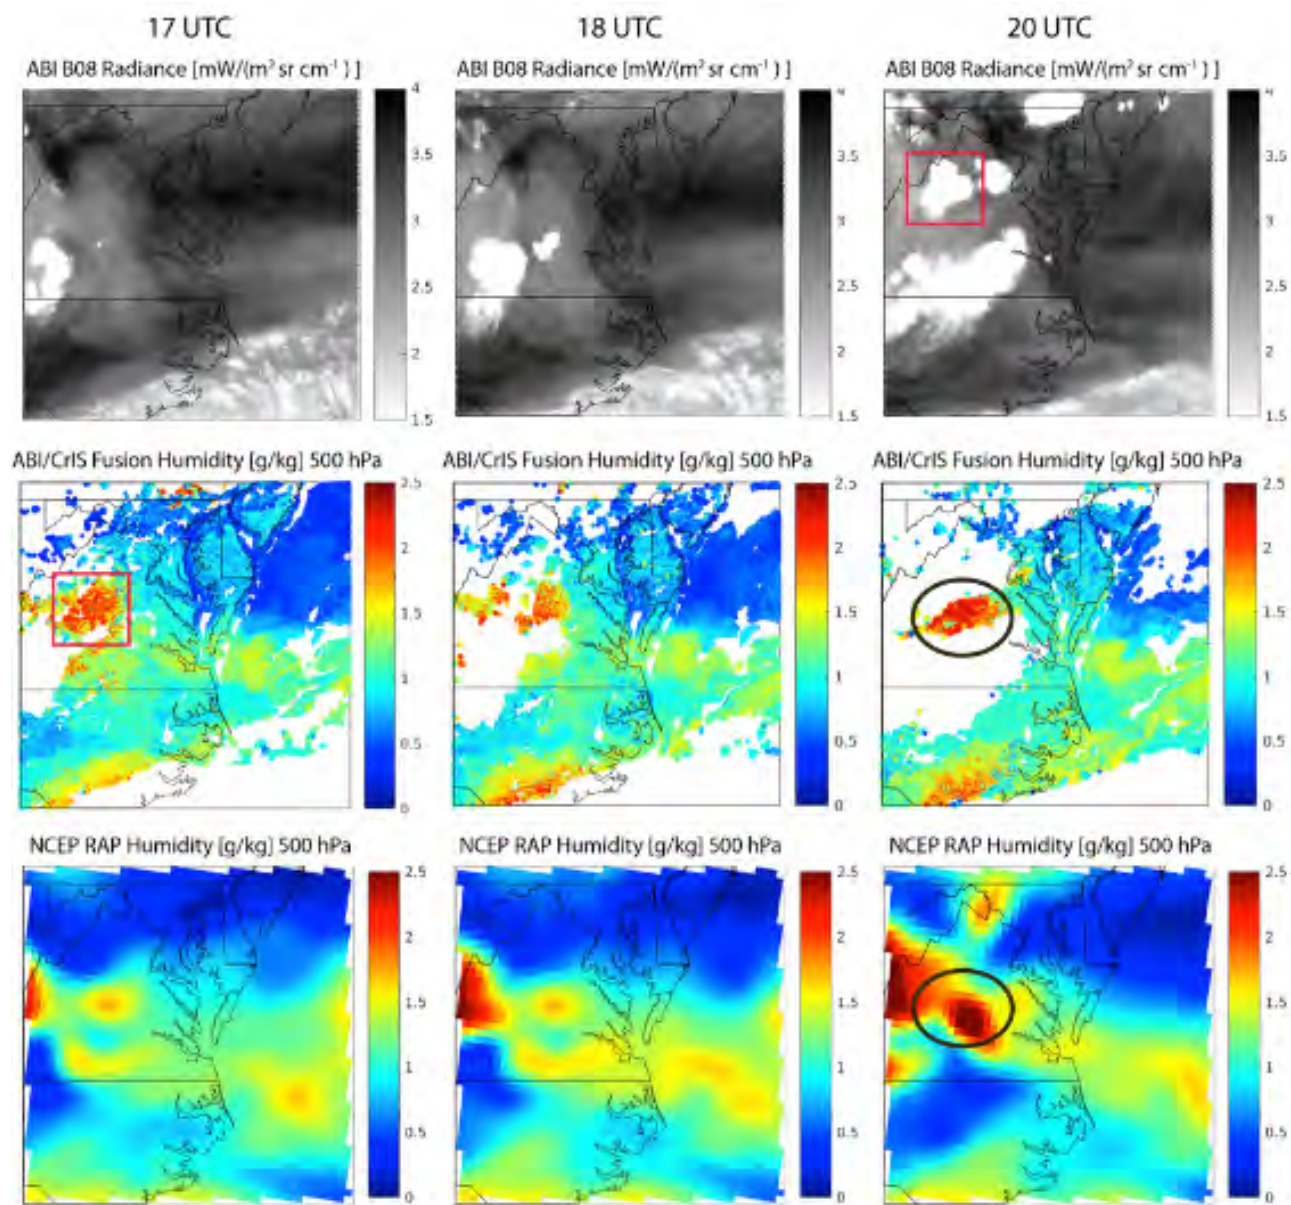 17 UTC 18 UTC 20 UTC
ABI B08 Radiance [mW/(m² sr cm⁻¹ ) ] ABI B08 Radiance [mW/(m² sr cm⁻¹ ) ] ABI B08 Radiance [mW/(m² sr cm⁻¹ ) ]
4 4 4
3.5 3.5 3.5
3 3 3
2.5 2.5 2.5
2 2 2
1.5 1.5 1.5
ABI/CrIS Fusion Humidity [g/kg] 500 hPa ABI/CrIS Fusion Humidity [g/kg] 500 hPa ABI/CrIS Fusion Humidity [g/kg] 500 hPa
2.5 2.5 2.5
2 2 2
1.5 1.5 1.5
1 1 1
0.5 0.5 0.5
0 0 0
NCEP RAP Humidity [g/kg] 500 hPa NCEP RAP Humidity [g/kg] 500 hPa NCEP RAP Humidity [g/kg] 500 hPa
2.5 2.5 2.5
2 2 2
1.5 1.5 1.5
1 1 1
0.5 0.5 0.5
0 0 0